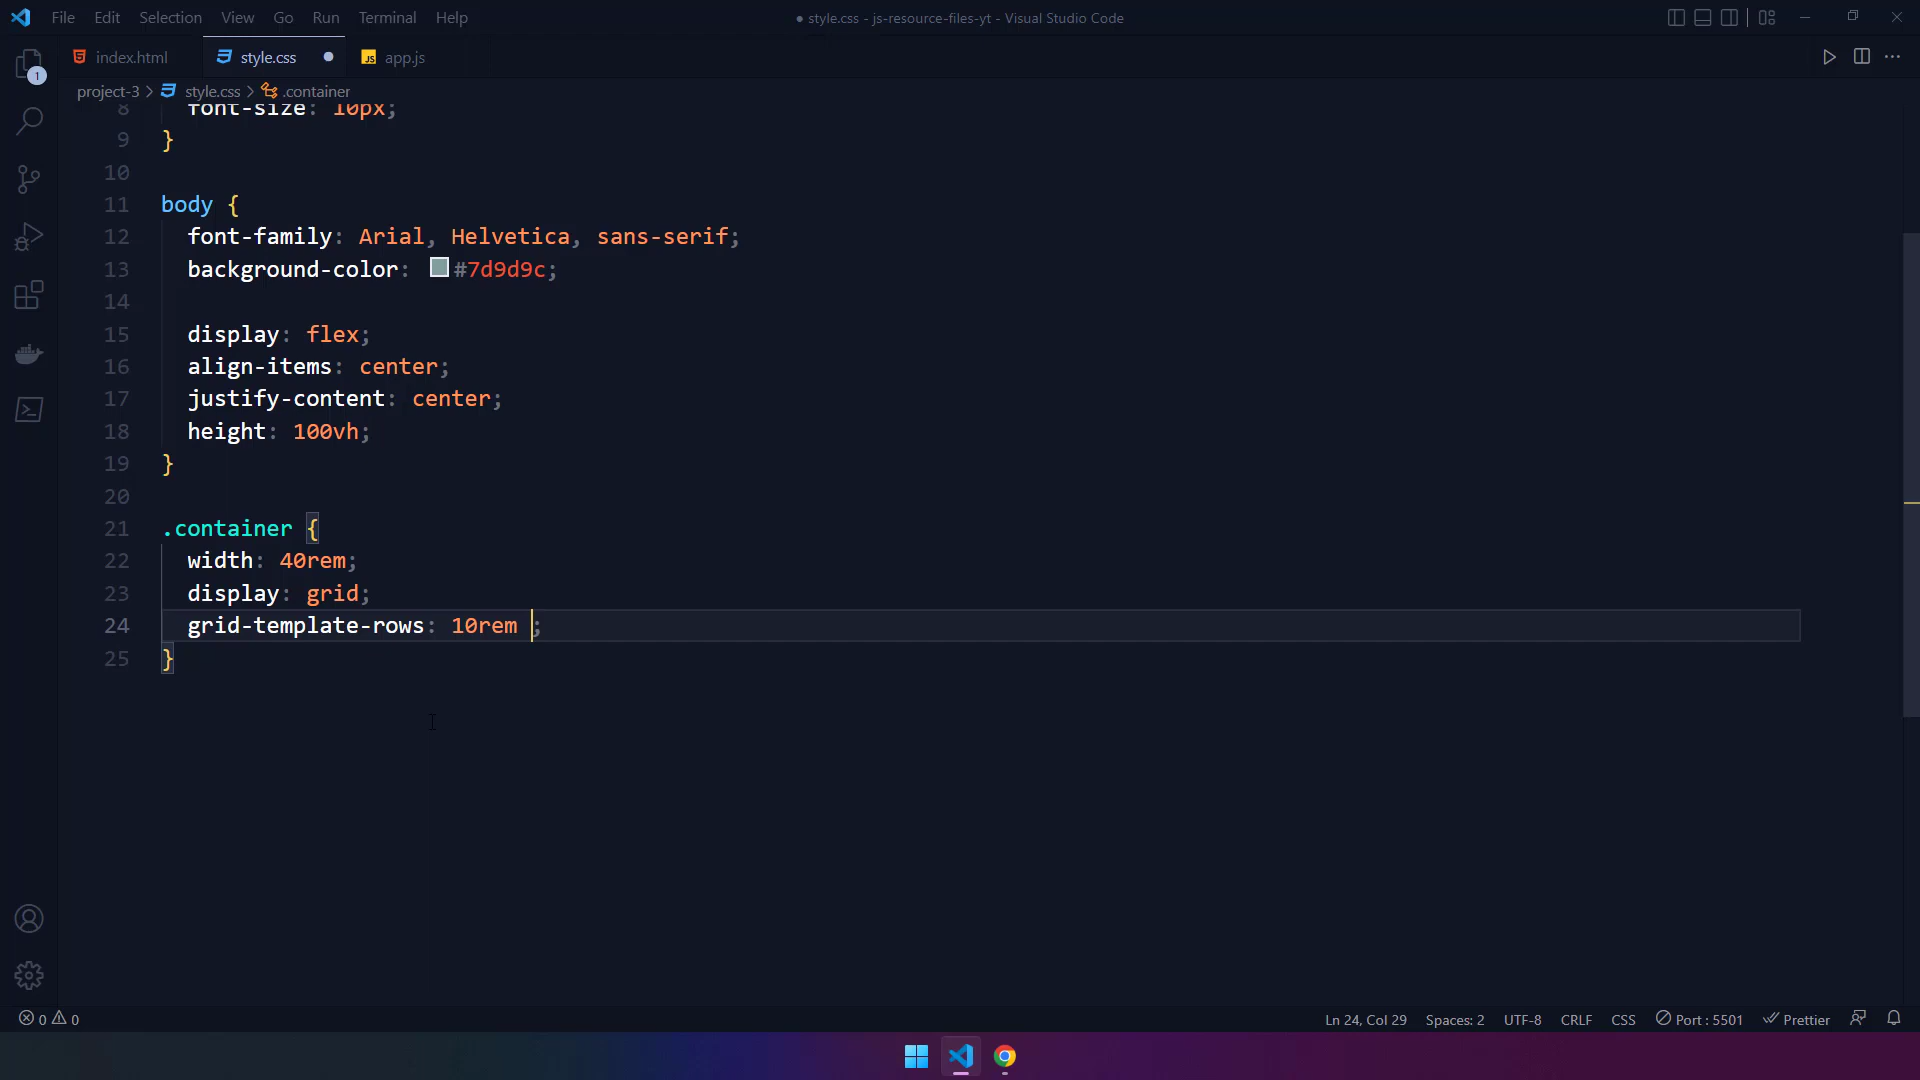 File Edit Selection View Go Run Terminal Help
● style.css - js-resource-files-yt - Visual Studio Code
index.html style.css ● JS app.js
1
project-3 > style.css > .container
8 font-size: 10px;
9 }
10
11 body {
12 font-family: Arial, Helvetica, sans-serif;
13 background-color: #7d9d9c;
14
15 display: flex;
16 align-items: center;
17 justify-content: center;
18 height: 100vh;
19 }
20
21 .container {
22 width: 40rem;
23 display: grid;
24 grid-template-rows: 10rem ;
25 }
0 0
Ln 24, Col 29 Spaces: 2 UTF-8 CRLF CSS Port : 5501 Prettier